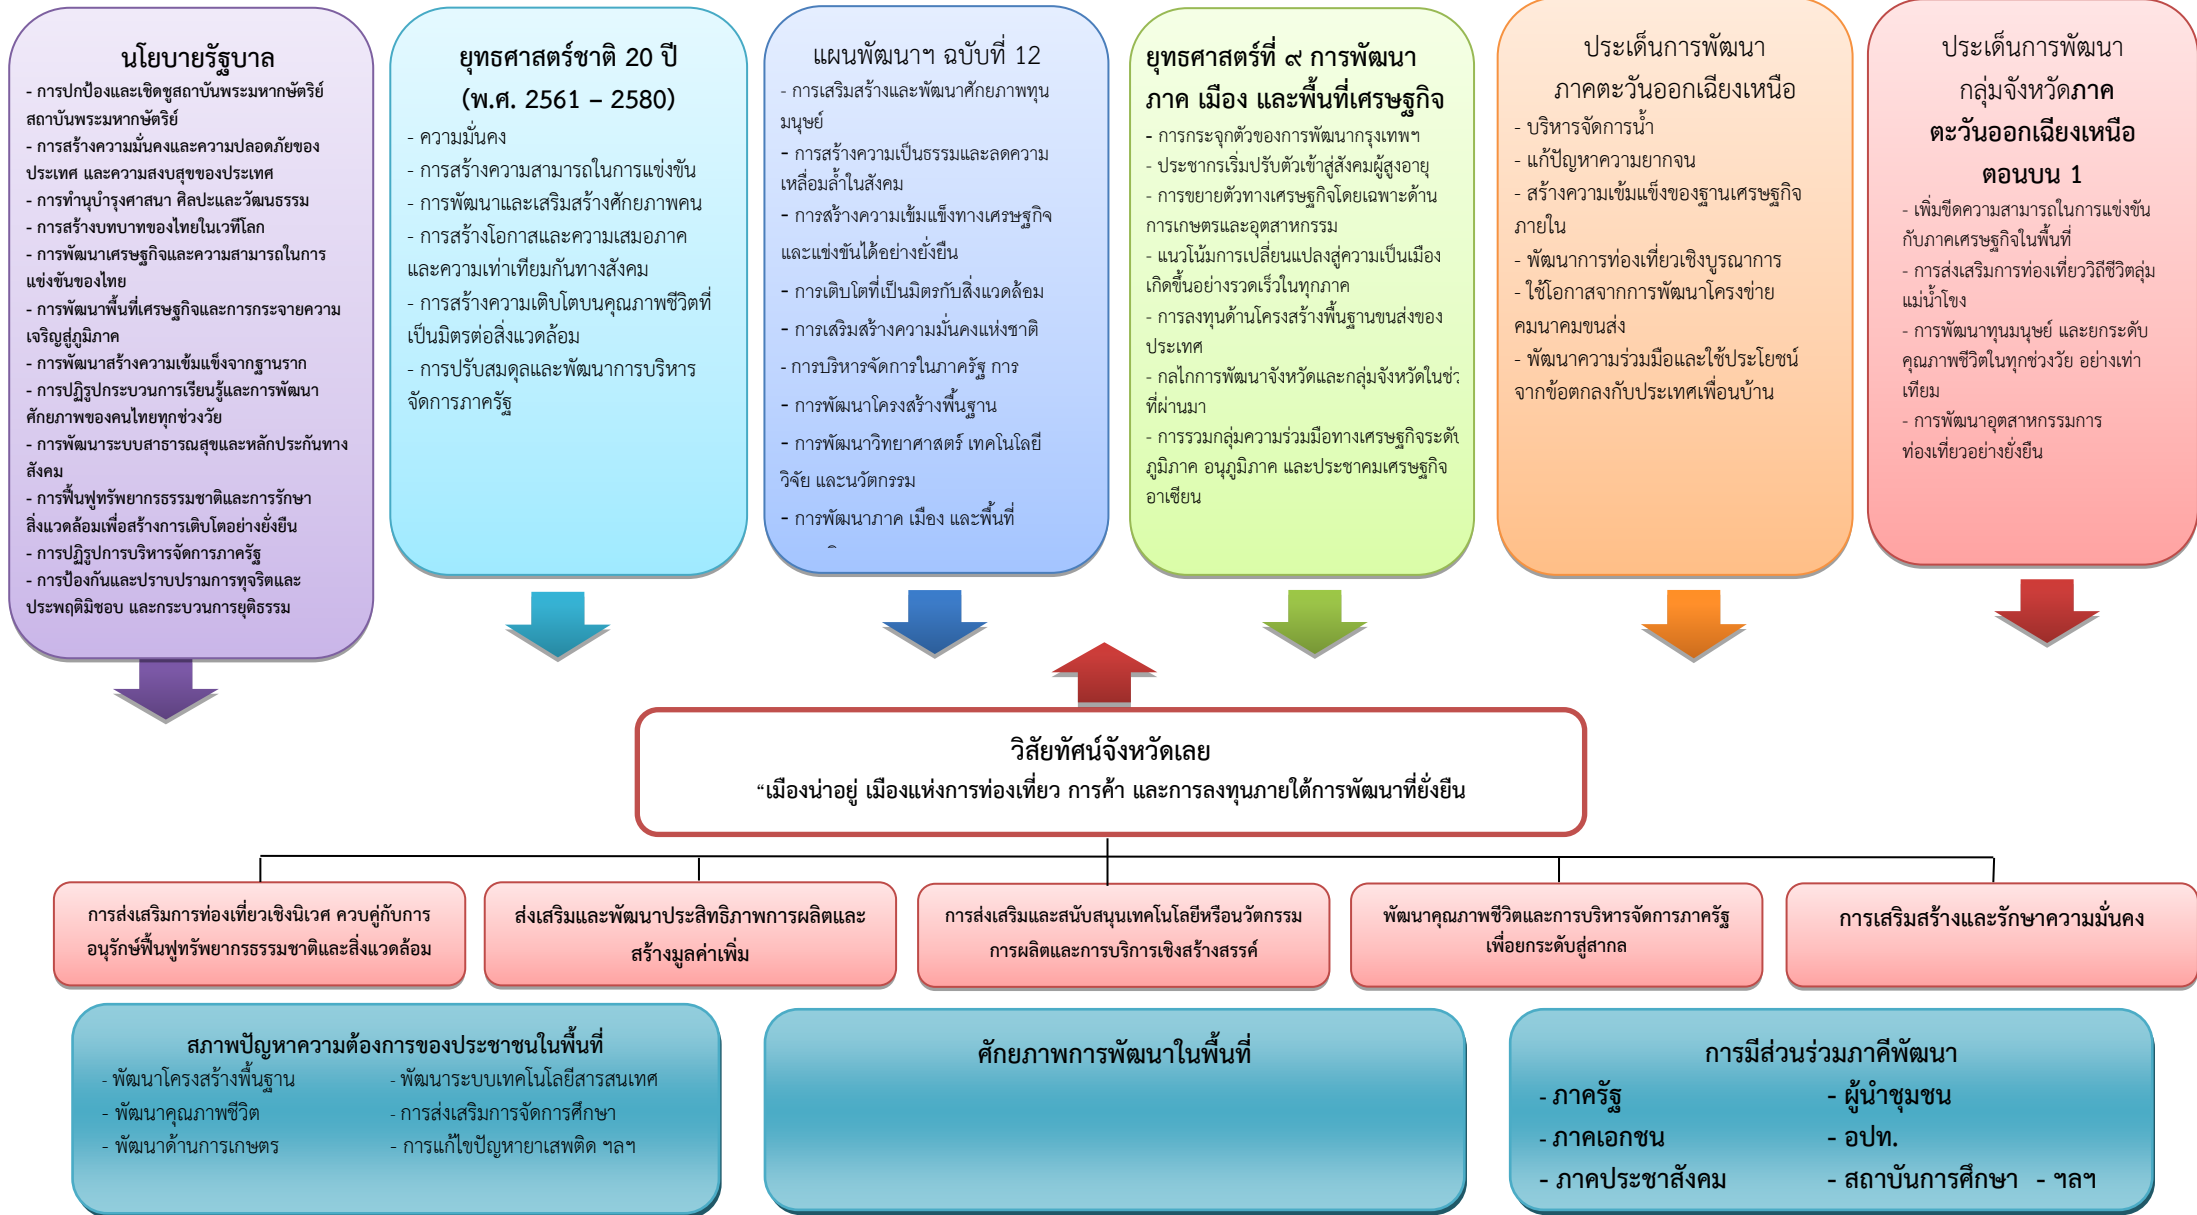 นโยบายรัฐบาล
- การปกป้องและเชิดชูสถาบันพระมหากษัตริย์
สถาบันพระมหากษัตริย์
- การสร้างความมั่นคงและความปลอดภัยของ
ประเทศ และความสงบสุขของประเทศ
- การทำนุบำรุงศาสนา ศิลปะและวัฒนธรรม
- การสร้างบทบาทของไทยในเวทีโลก
- การพัฒนาเศรษฐกิจและความสามารถในการ
แข่งขันของไทย
- การพัฒนาพื้นที่เศรษฐกิจและการกระจายความ
เจริญสู่ภูมิภาค
- การพัฒนาสร้างความเข้มแข็งจากฐานราก
- การปฏิรูปกระบวนการเรียนรู้และการพัฒนา
ศักยภาพของคนไทยทุกช่วงวัย
- การพัฒนาระบบสาธารณสุขและหลักประกันทาง
สังคม
- การฟื้นฟูทรัพยากรธรรมชาติและการรักษา
สิ่งแวดล้อมเพื่อสร้างการเติบโตอย่างยั่งยืน
- การปฏิรูปการบริหารจัดการภาครัฐ
- การป้องกันและปราบปรามการทุจริตและ
ประพฤติมิชอบ และกระบวนการยุติธรรม
ยุทธศาสตร์ชาติ 20 ปี
(พ.ศ. 2561 – 2580)
- ความมั่นคง
- การสร้างความสามารถในการแข่งขัน
- การพัฒนาและเสริมสร้างศักยภาพคน
- การสร้างโอกาสและความเสมอภาค
และความเท่าเทียมกันทางสังคม
- การสร้างความเติบโตบนคุณภาพชีวิตที่
เป็นมิตรต่อสิ่งแวดล้อม
- การปรับสมดุลและพัฒนาการบริหาร
จัดการภาครัฐ
แผนพัฒนาฯ ฉบับที่ 12
- การเสริมสร้างและพัฒนาศักยภาพทุน
มนุษย์
- การสร้างความเป็นธรรมและลดความ
เหลื่อมล้ำในสังคม
- การสร้างความเข้มแข็งทางเศรษฐกิจ
และแข่งขันได้อย่างยั่งยืน
- การเติบโตที่เป็นมิตรกับสิ่งแวดล้อม
- การเสริมสร้างความมั่นคงแห่งชาติ
- การบริหารจัดการในภาครัฐ การ
- การพัฒนาโครงสร้างพื้นฐาน
- การพัฒนาวิทยาศาสตร์ เทคโนโลยี
วิจัย และนวัตกรรม
- การพัฒนาภาค เมือง และพื้นที่
ยุทธศาสตร์ที่ ๙ การพัฒนา
ภาค เมือง และพื้นที่เศรษฐกิจ
- การกระจุกตัวของการพัฒนากรุงเทพฯ
- ประชากรเริ่มปรับตัวเข้าสู่สังคมผู้สูงอายุ
- การขยายตัวทางเศรษฐกิจโดยเฉพาะด้าน
การเกษตรและอุตสาหกรรม
- แนวโน้มการเปลี่ยนแปลงสู่ความเป็นเมือง
เกิดขึ้นอย่างรวดเร็วในทุกภาค
- การลงทุนด้านโครงสร้างพื้นฐานขนส่งของ
ประเทศ
- กลไกการพัฒนาจังหวัดและกลุ่มจังหวัดในช่ว
ที่ผ่านมา
- การรวมกลุ่มความร่วมมือทางเศรษฐกิจระดับ
ภูมิภาค อนุภูมิภาค และประชาคมเศรษฐกิจ
อาเซียน
ประเด็นการพัฒนา
ภาคตะวันออกเฉียงเหนือ
- บริหารจัดการน้ำ
- แก้ปัญหาความยากจน
- สร้างความเข้มแข็งของฐานเศรษฐกิจ
ภายใน
- พัฒนาการท่องเที่ยวเชิงบูรณาการ
- ใช้โอกาสจากการพัฒนาโครงข่าย
คมนาคมขนส่ง
- พัฒนาความร่วมมือและใช้ประโยชน์
จากข้อตกลงกับประเทศเพื่อนบ้าน
ประเด็นการพัฒนา
กลุ่มจังหวัดภาค
ตะวันออกเฉียงเหนือ
ตอนบน 1
- เพิ่มขีดความสามารถในการแข่งขัน
กับภาคเศรษฐกิจในพื้นที่
- การส่งเสริมการท่องเที่ยววิถีชีวิตลุ่ม
แม่น้ำโขง
- การพัฒนาทุนมนุษย์ และยกระดับ
คุณภาพชีวิตในทุกช่วงวัย อย่างเท่า
เทียม
- การพัฒนาอุตสาหกรรมการ
ท่องเที่ยวอย่างยั่งยืน
วิสัยทัศน์จังหวัดเลย
“เมืองน่าอยู่ เมืองแห่งการท่องเที่ยว การค้า และการลงทุนภายใต้การพัฒนาที่ยั่งยืน
การส่งเสริมการท่องเที่ยวเชิงนิเวศ ควบคู่กับการ
อนุรักษ์ฟื้นฟูทรัพยากรธรรมชาติและสิ่งแวดล้อม
ส่งเสริมและพัฒนาประสิทธิภาพการผลิตและ
สร้างมูลค่าเพิ่ม
การส่งเสริมและสนับสนุนเทคโนโลยีหรือนวัตกรรม
การผลิตและการบริการเชิงสร้างสรรค์
พัฒนาคุณภาพชีวิตและการบริหารจัดการภาครัฐ
เพื่อยกระดับสู่สากล
การเสริมสร้างและรักษาความมั่นคง
สภาพปัญหาความต้องการของประชาชนในพื้นที่
- พัฒนาโครงสร้างพื้นฐาน - พัฒนาระบบเทคโนโลยีสารสนเทศ
- พัฒนาคุณภาพชีวิต - การส่งเสริมการจัดการศึกษา
- พัฒนาด้านการเกษตร - การแก้ไขปัญหายาเสพติด ฯลฯ
ศักยภาพการพัฒนาในพื้นที่
การมีส่วนร่วมภาคีพัฒนา
- ภาครัฐ - ผู้นำชุมชน
- ภาคเอกชน - อปท.
- ภาคประชาสังคม - สถาบันการศึกษา - ฯลฯ